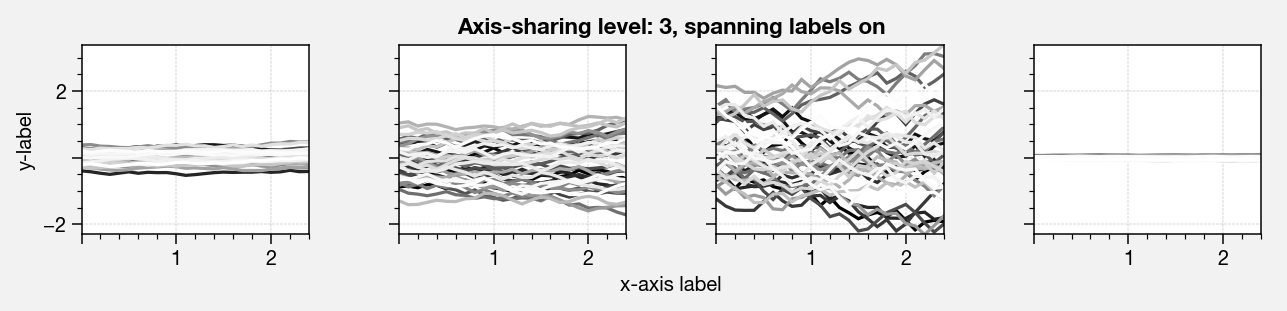 Axis-sharing level: 3, spanning labels on
y-label
2
−2
1 2
1 2
1 2
1 2
x-axis label